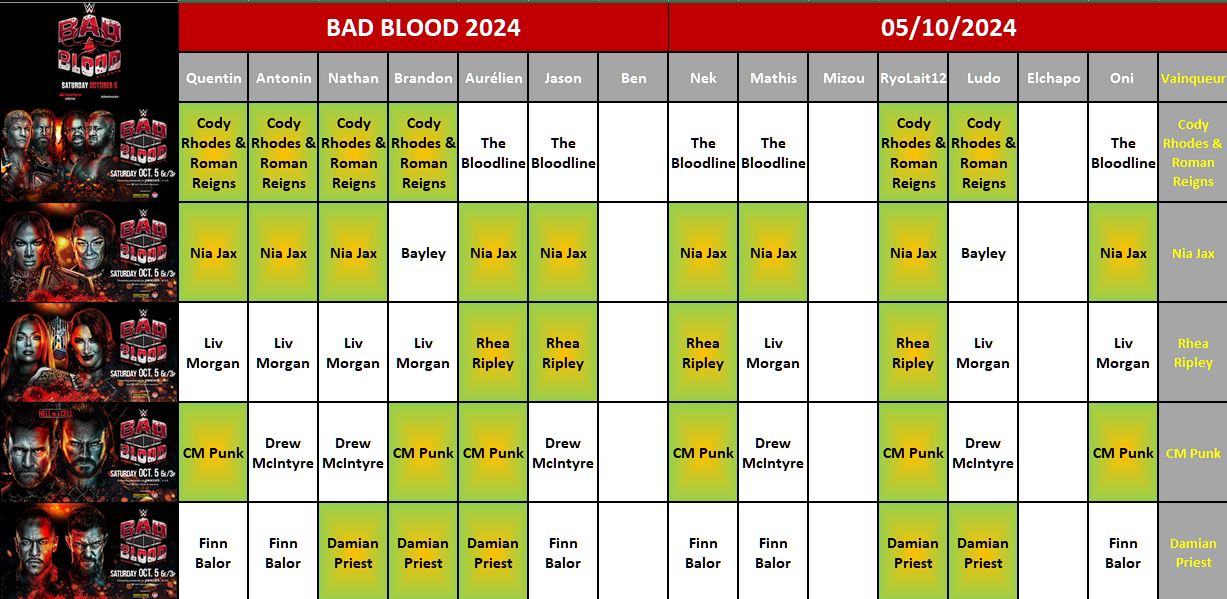 BAD BLOOD 2024
05/10/2024
W
BAD
BLOOD
SATURDAY OCTOBER 5
Quentin
Antonin
Nathan
Brandon
Aurélien
Jason
Ben
Nek
Mathis
Mizou
RyoLait12
Ludo
Elchapo
Oni
Vainqueur
BAD
BLOOD
SATURDAY OCT. 5 6E/3P
Cody
Rhodes &
Roman
Reigns
Cody
Rhodes &
Roman
Reigns
Cody
Rhodes &
Roman
Reigns
Cody
Rhodes &
Roman
Reigns
The
Bloodline
The
Bloodline
The
Bloodline
The
Bloodline
Cody
Rhodes &
Roman
Reigns
Cody
Rhodes &
Roman
Reigns
The
Bloodline
Cody
Rhodes &
Roman
Reigns
BAD
BLOOD
SATURDAY OCT. 5
Nia Jax
Nia Jax
Nia Jax
Bayley
Nia Jax
Nia Jax
Nia Jax
Nia Jax
Nia Jax
Bayley
Nia Jax
Nia Jax
BAD
BLOOD
SATURDAY OCT. 5
Liv
Morgan
Liv
Morgan
Liv
Morgan
Liv
Morgan
Rhea
Ripley
Rhea
Ripley
Rhea
Ripley
Liv
Morgan
Rhea
Ripley
Liv
Morgan
Liv
Morgan
Rhea
Ripley
HELL IN A CELL
BAD
BLOOD
SATURDAY OCT. 5
CM Punk
Drew
McIntyre
Drew
McIntyre
CM Punk
CM Punk
Drew
McIntyre
CM Punk
Drew
McIntyre
CM Punk
Drew
McIntyre
CM Punk
CM Punk
BAD
BLOOD
SATURDAY OCT. 5
Finn
Balor
Finn
Balor
Damian
Priest
Damian
Priest
Damian
Priest
Finn
Balor
Finn
Balor
Finn
Balor
Damian
Priest
Damian
Priest
Finn
Balor
Damian
Priest